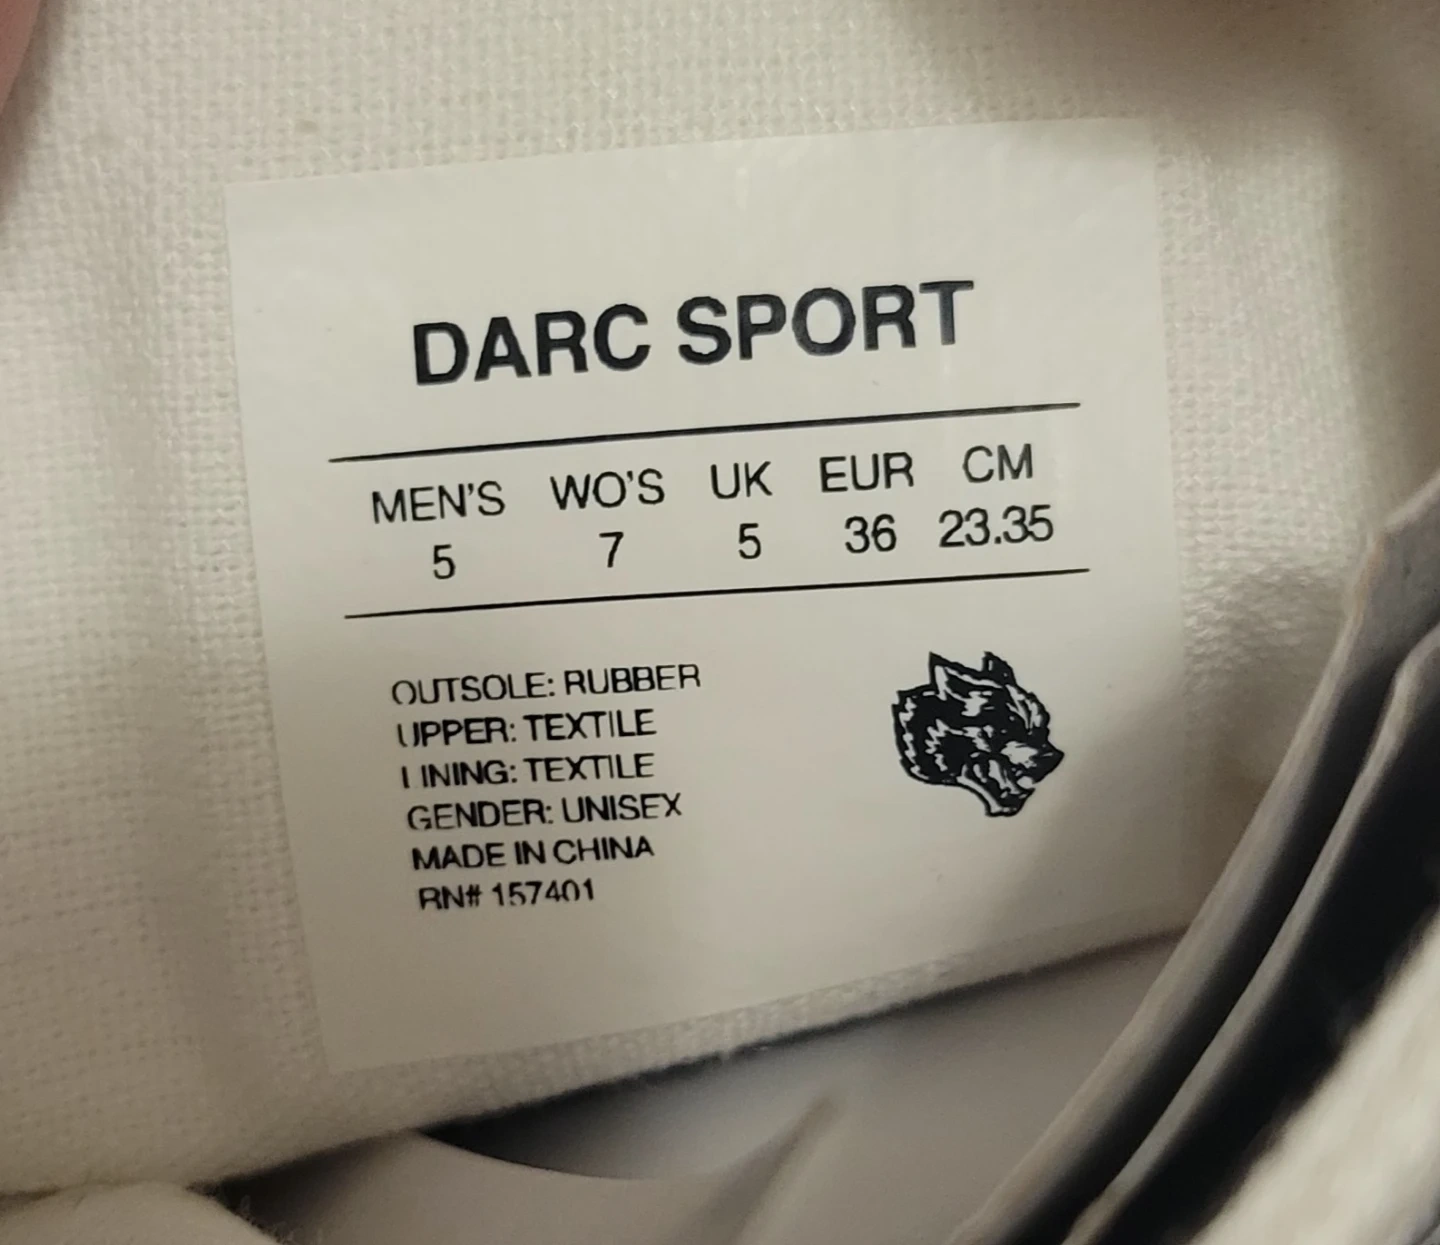 DARC SPORT
MEN'S WO'S UK EUR CM
5 7 5 36 23.35
OUTSOLE: RUBBER
UPPER: TEXTILE
LINING: TEXTILE
GENDER: UNISEX
MADE IN CHINA
RN# 157401